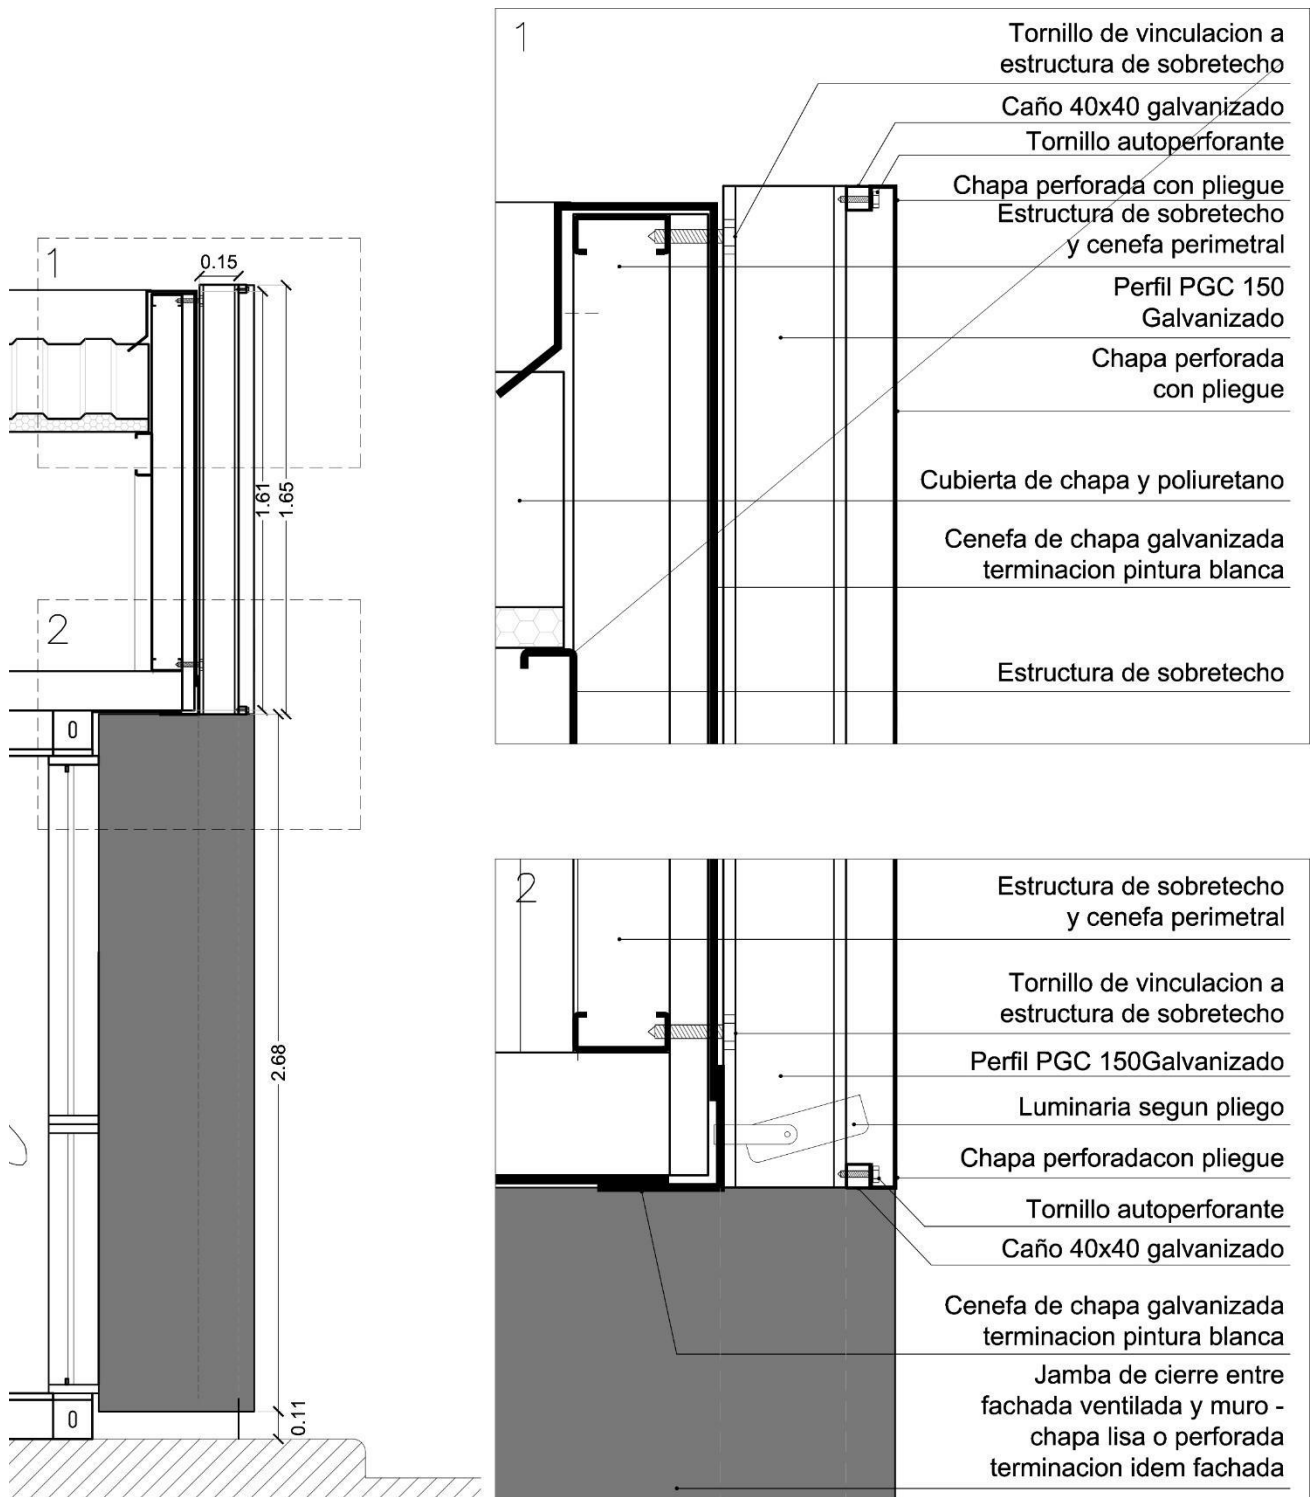 1
0.15
1.61
1.65
2
2.68
0.11
1
Tornillo de vinculacion a
estructura de sobretecho
Caño 40x40 galvanizado
Tornillo autoperforante
Chapa perforada con pliegue
Estructura de sobretecho
y cenefa perimetral
Perfil PGC 150
Galvanizado
Chapa perforada
con pliegue
Cubierta de chapa y poliuretano
Cenefa de chapa galvanizada
terminacion pintura blanca
Estructura de sobretecho
2
Estructura de sobretecho
y cenefa perimetral
Tornillo de vinculacion a
estructura de sobretecho
Perfil PGC 150Galvanizado
Luminaria segun pliego
Chapa perforadacon pliegue
Tornillo autoperforante
Caño 40x40 galvanizado
Cenefa de chapa galvanizada
terminacion pintura blanca
Jamba de cierre entre
fachada ventilada y muro -
chapa lisa o perforada
terminacion idem fachada